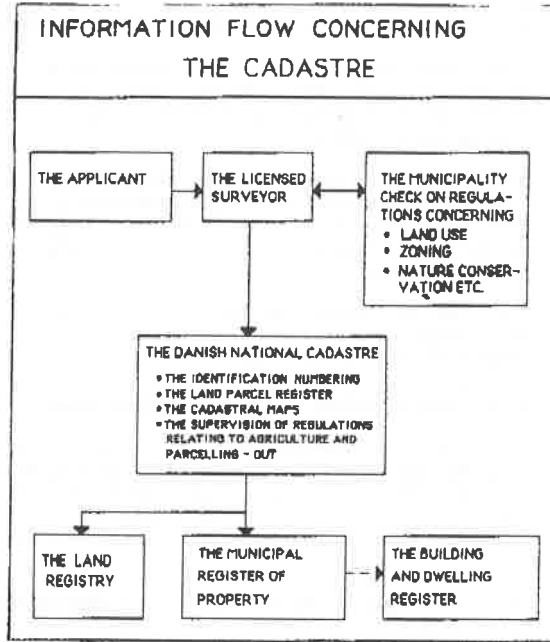 INFORMATION FLOW CONCERNING
THE CADASTRE
THE APPLICANT
THE LICENSED
SURVEYOR
THE MUNICIPALITY
CHECK ON REGULA-
TIONS CONCERNING
• LAND USE
• ZONING
• NATURE CONSER-
VATION ETC.
THE DANISH NATIONAL CADASTRE
• THE IDENTIFICATION NUMBERING
• THE LAND PARCEL REGISTER
• THE CADASTRAL MAPS
• THE SUPERVISION OF REGULATIONS
RELATING TO AGRICULTURE AND
PARCELLING - OUT
THE LAND
REGISTRY
THE MUNICIPAL
REGISTER OF
PROPERTY
THE BUILDING
AND DWELLING
REGISTER